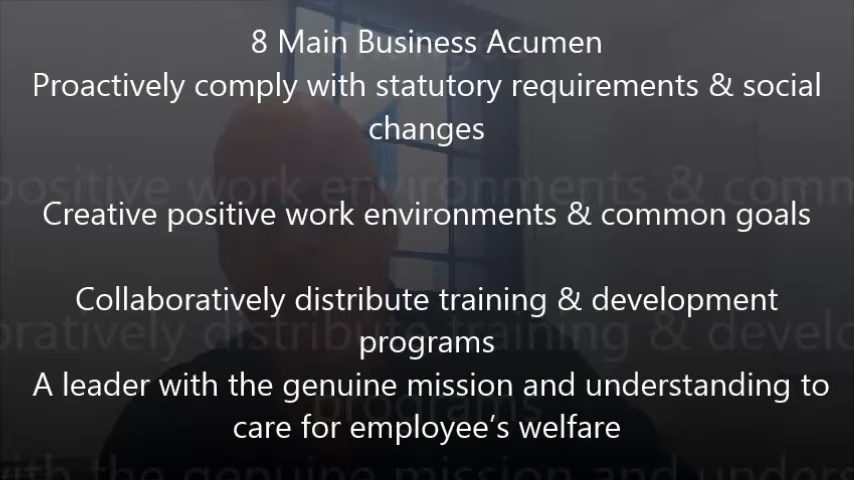 8 Main Business Acumen
Proactively comply with statutory requirements & social
changes
Creative positive work environments & common goals
Collaboratively distribute training & development
programs
A leader with the genuine mission and understanding to
care for employee’s welfare